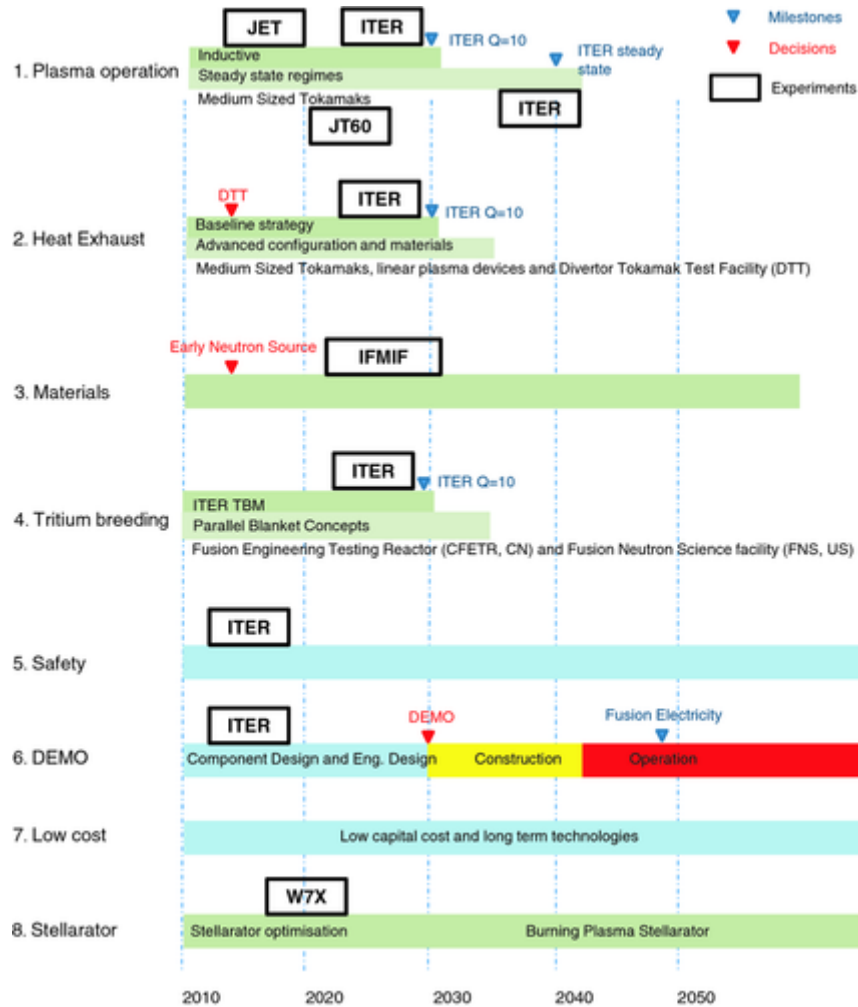 JET
ITER
ITER Q=10
ITER steady
state
Milestones
Decisions
Experiments
1. Plasma operation
Inductive
Steady state regimes
Medium Sized Tokamaks
JT60
ITER
DTT
ITER
ITER Q=10
2. Heat Exhaust
Baseline strategy
Advanced configuration and materials
Medium Sized Tokamaks, linear plasma devices and Divertor Tokamak Test Facility (DTT)
Early Neutron Source
IFMIF
3. Materials
ITER
ITER Q=10
4. Tritium breeding
ITER TBM
Parallel Blanket Concepts
Fusion Engineering Testing Reactor (CFETR, CN) and Fusion Neutron Science facility (FNS, US)
ITER
5. Safety
ITER
DEMO
Fusion Electricity
6. DEMO
Component Design and Eng. Design
Construction
Operation
7. Low cost
Low capital cost and long term technologies
W7X
8. Stellarator
Stellarator optimisation
Burning Plasma Stellarator
2010
2020
2030
2040
2050